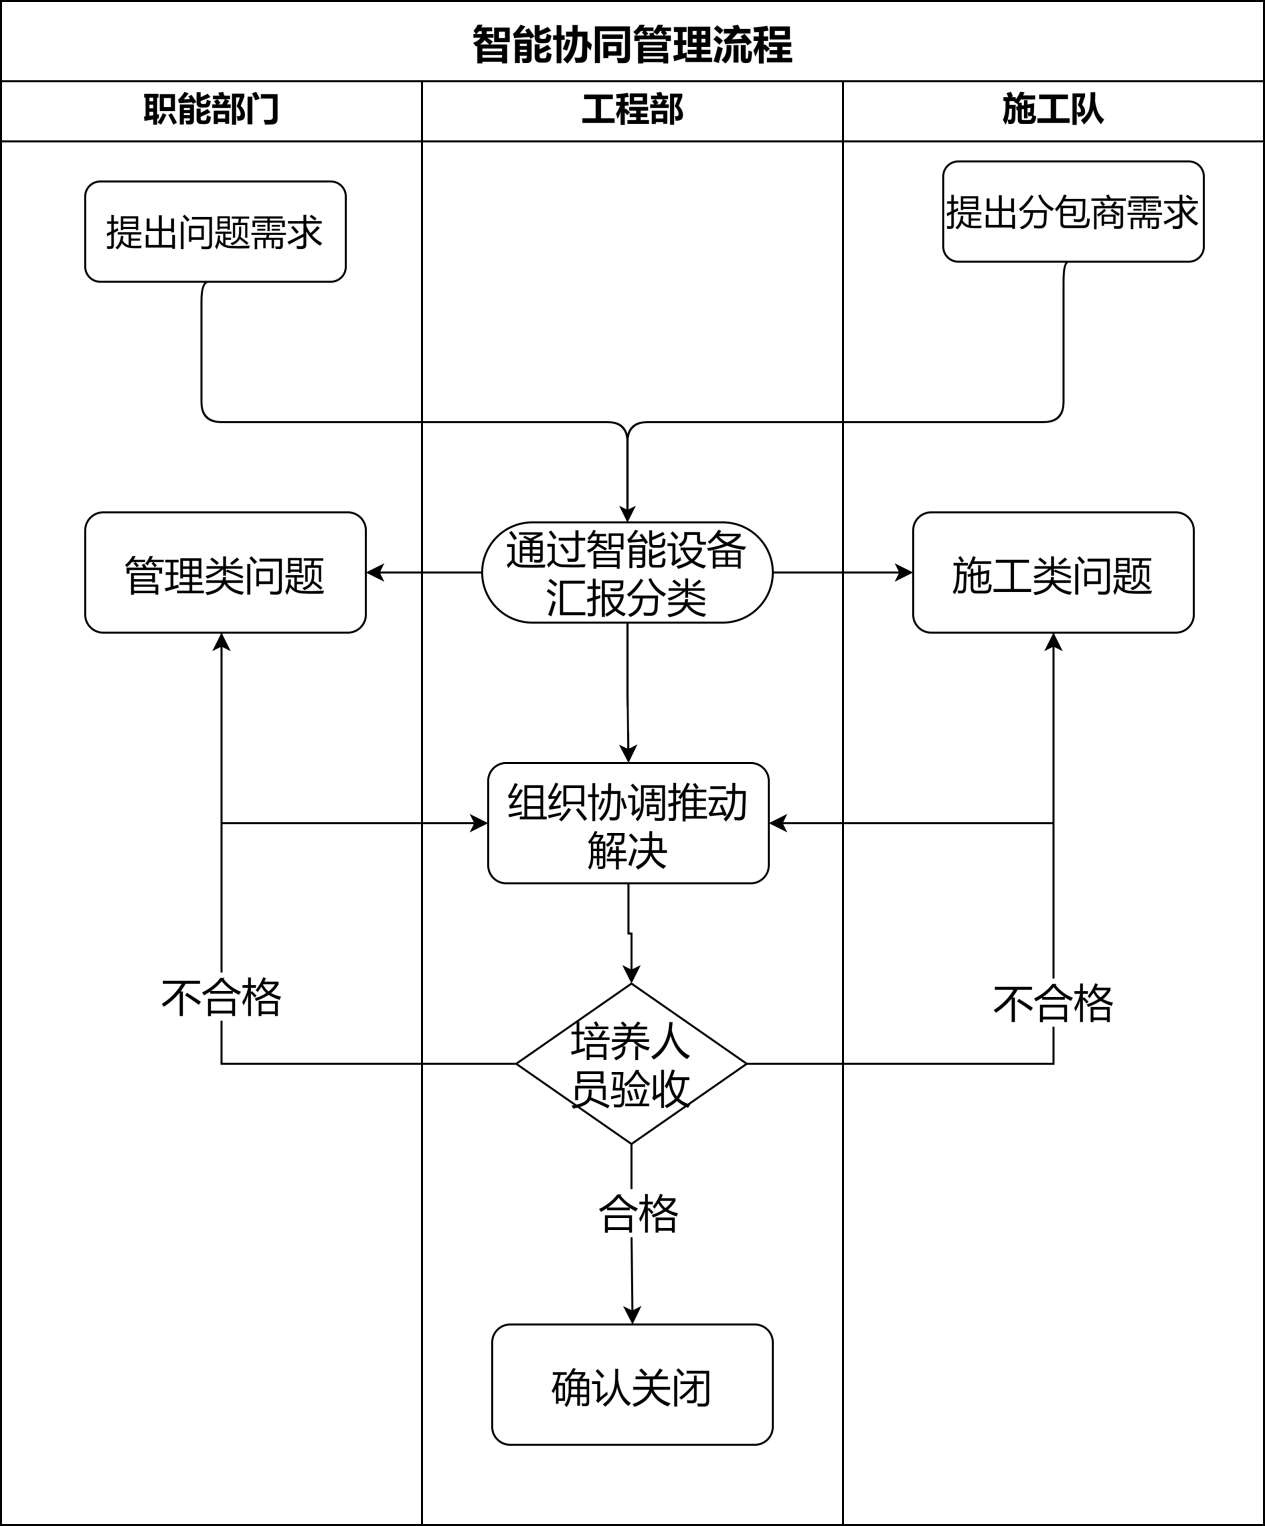 智能协同管理流程
职能部门
工程部
施工队
提出问题需求
提出分包商需求
管理类问题
通过智能设备
汇报分类
施工类问题
组织协调推动
解决
不合格
不合格
培养人
员验收
合格
确认关闭